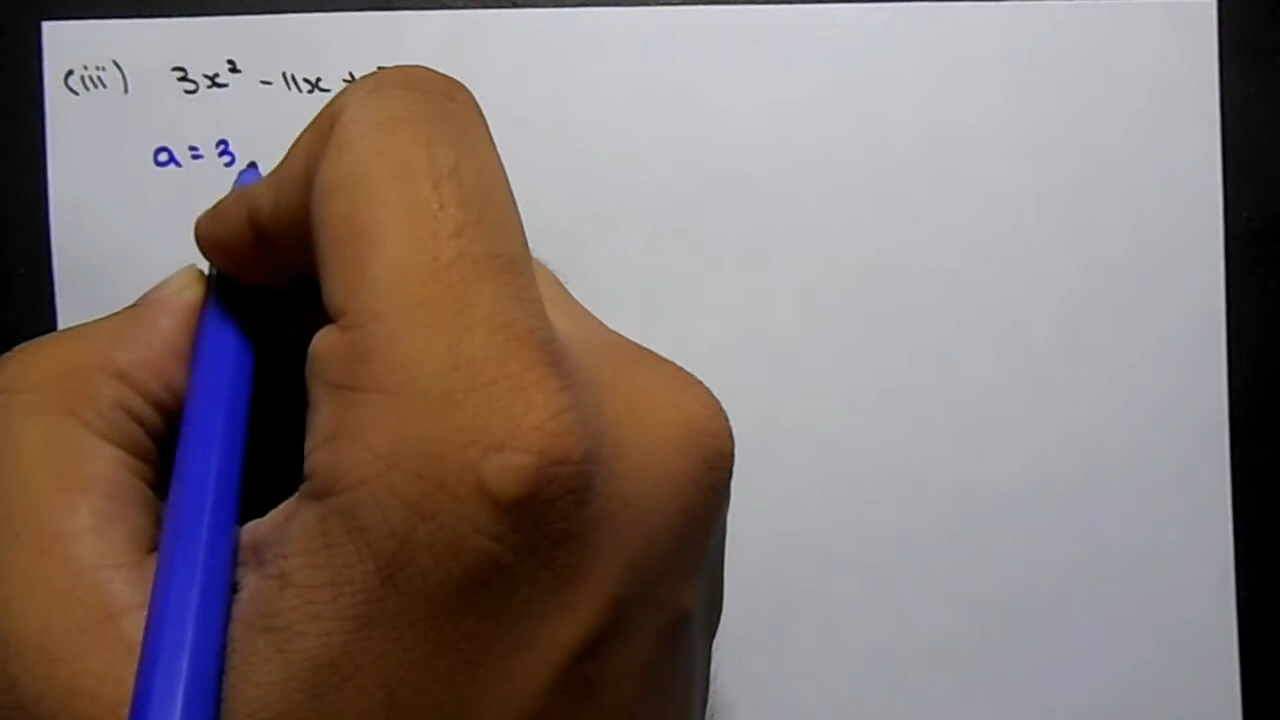 (iii) 3x² - 11x +
a = 3